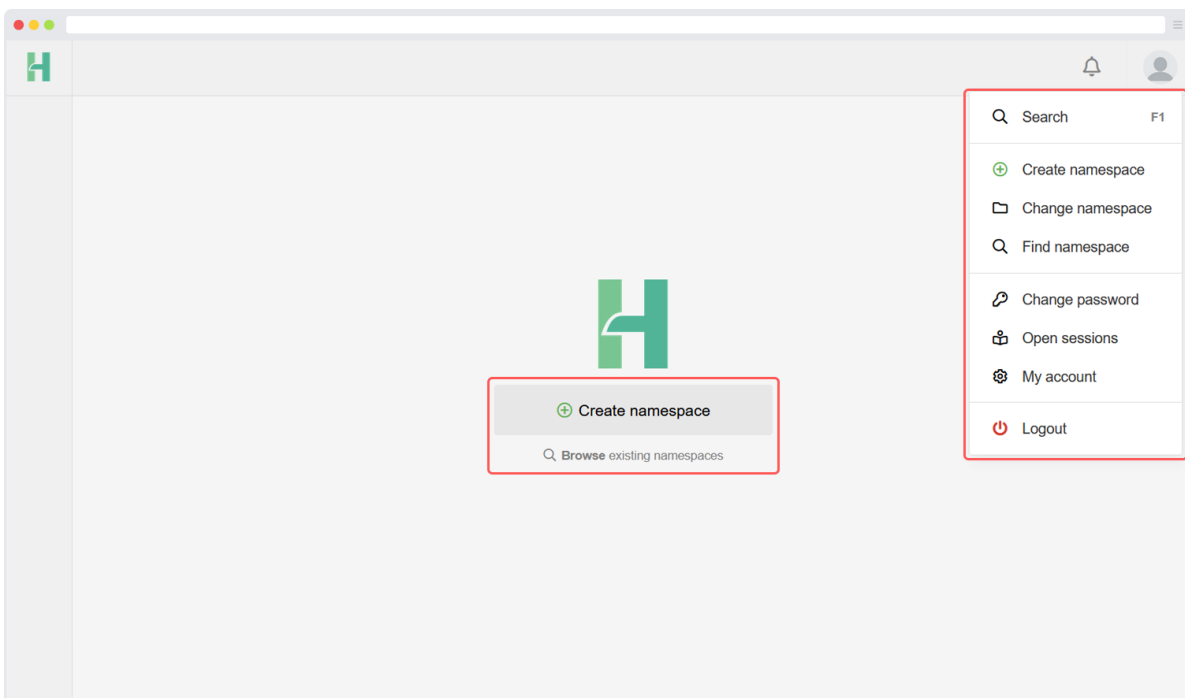 Search F1
Create namespace
Change namespace
Find namespace
Change password
Open sessions
My account
Logout
Create namespace
Browse existing namespaces